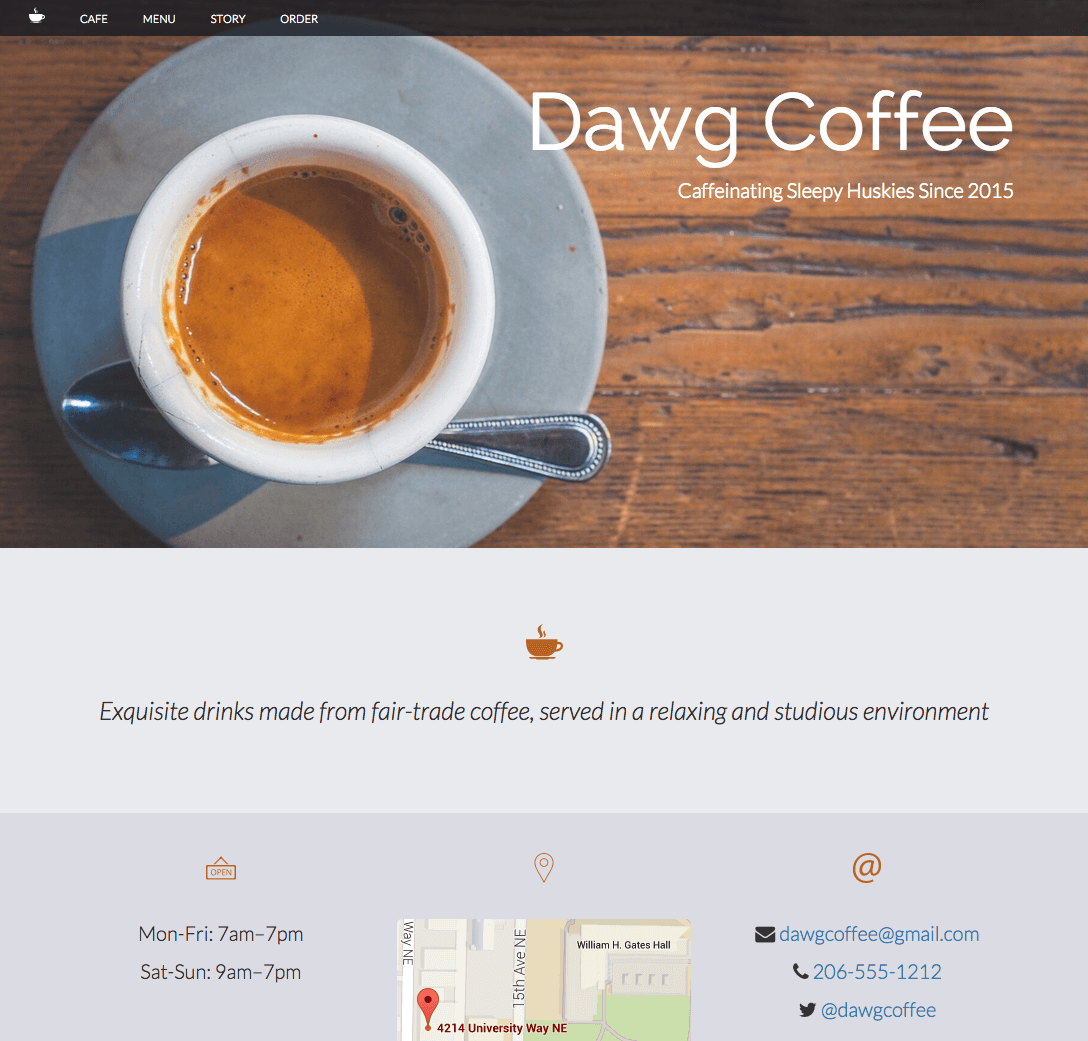 CAFE MENU STORY ORDER
Dawg Coffee
Caffeinating Sleepy Huskies Since 2015
Exquisite drinks made from fair-trade coffee, served in a relaxing and studious environment
OPEN
@
Mon-Fri: 7am–7pm
Sat-Sun: 9am–7pm
Way NE
15th Ave NE
William H. Gates Hall
4214 University Way NE
dawgcoffee@gmail.com
206-555-1212
@dawgcoffee